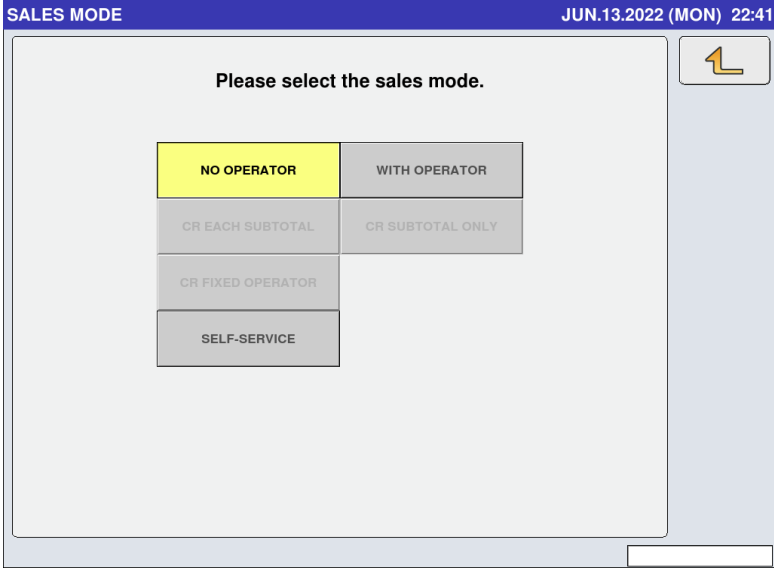 SALES MODE JUN.13.2022 (MON) 22:41
Please select the sales mode.
NO OPERATOR WITH OPERATOR
CR EACH SUBTOTAL CR SUBTOTAL ONLY
CR FIXED OPERATOR
SELF-SERVICE